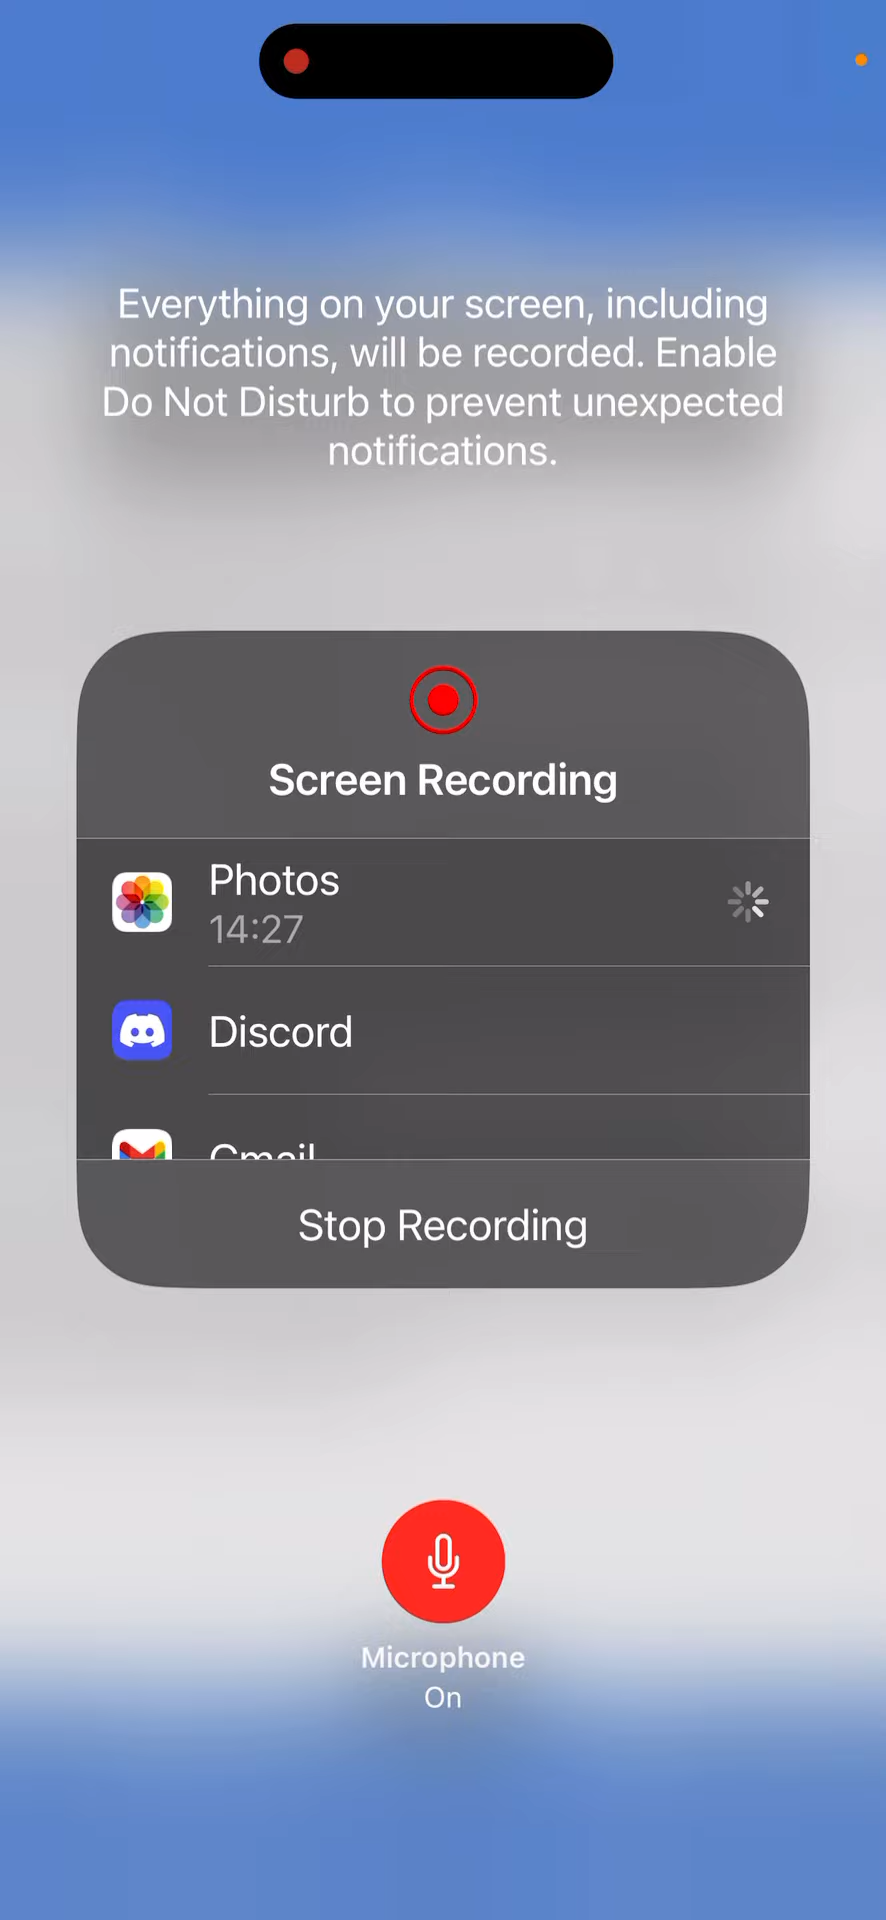 Everything on your screen, including
notifications, will be recorded. Enable
Do Not Disturb to prevent unexpected
notifications.
Screen Recording
Photos
14:27
Discord
Gmail
Stop Recording
Microphone
On